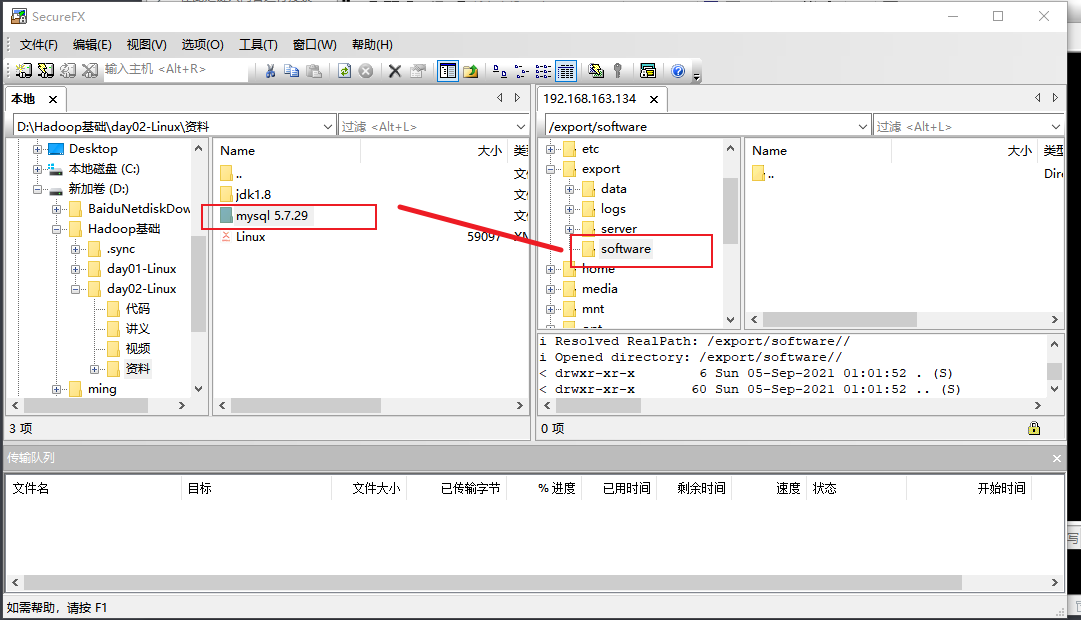 SecureFX
文件(F) 编辑(E) 视图(V) 选项(O) 工具(T) 窗口(W) 帮助(H)
输入主机 <Alt+R>
本地
D:\Hadoop基础\day02-Linux\资料
过滤 <Alt+L>
Desktop
本地磁盘 (C:)
新加卷 (D:)
BaiduNetdiskDow
Hadoop基础
.sync
day01-Linux
day02-Linux
代码
讲义
视频
资料
ming
Name 大小 类
..
文
jdk1.8
文
mysql 5.7.29
文
Linux 59097 XM
3 项
192.168.163.134
/export/software
过滤 <Alt+L>
etc
export
data
logs
server
software
home
media
mnt
opt
Name 大小 类型
.. Dir
i Resolved RealPath: /export/software//
i Opened directory: /export/software//
< drwxr-xr-x 6 Sun 05-Sep-2021 01:01:52 . (S)
< drwxr-xr-x 60 Sun 05-Sep-2021 01:01:52 .. (S)
0 项
传输队列
文件名 目标 文件大小 已传输字节 % 进度 已用时间 剩余时间 速度 状态 开始时间
如需帮助，请按 F1
写